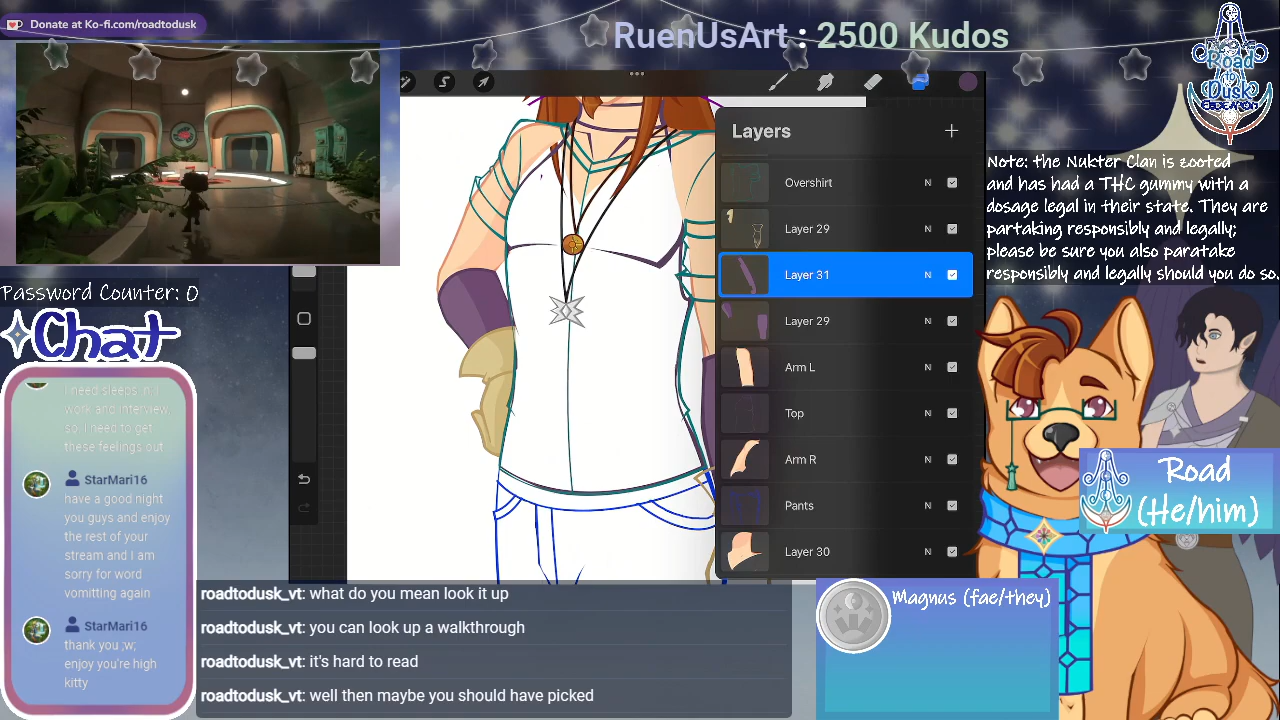 Donate at Ko-fi.com/roadtodusk
RuenUsArt : 2500 Kudos
Road
to
Dusk
Layers
Overshirt N
Layer 29 N
Layer 31 N
Layer 29 N
Arm L N
Top N
Arm R N
Pants N
Layer 30 N
Note: the Nukter Clan is zooted
and has had a THC gummy with a
dosage legal in their state. They are
partaking responsibly and legally;
please be sure you also paratake
responsibly and legally should you do so.
Password Counter: 0
Chat
I need sleeps ,n, I
work and interview
so, I need to get
these feelings out
StarMari16
have a good night
you guys and enjoy
the rest of your
stream and I am
sorry for word
vomitting again
StarMari16
thank you ;w;
enjoy you're high
kitty
roadtodusk_vt: what do you mean look it up
roadtodusk_vt: you can look up a walkthrough
roadtodusk_vt: it's hard to read
roadtodusk_vt: well then maybe you should have picked
Road
(He/him)
Magnus (fae/they)